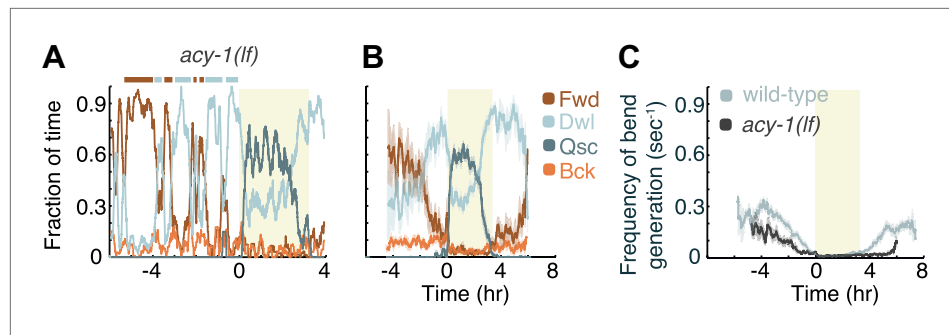 A
acy-1(lf)
B
C
Fwd
Dwl
Qsc
Bck
wild-type
acy-1(lf)
Fraction of time
0.9
0.6
0.3
0
-4
0
4
-4
0
4
8
Time (hr)
Frequency of bend
generation (sec-1)
0.9
0.6
0.3
0
-4
0
4
8
Time (hr)